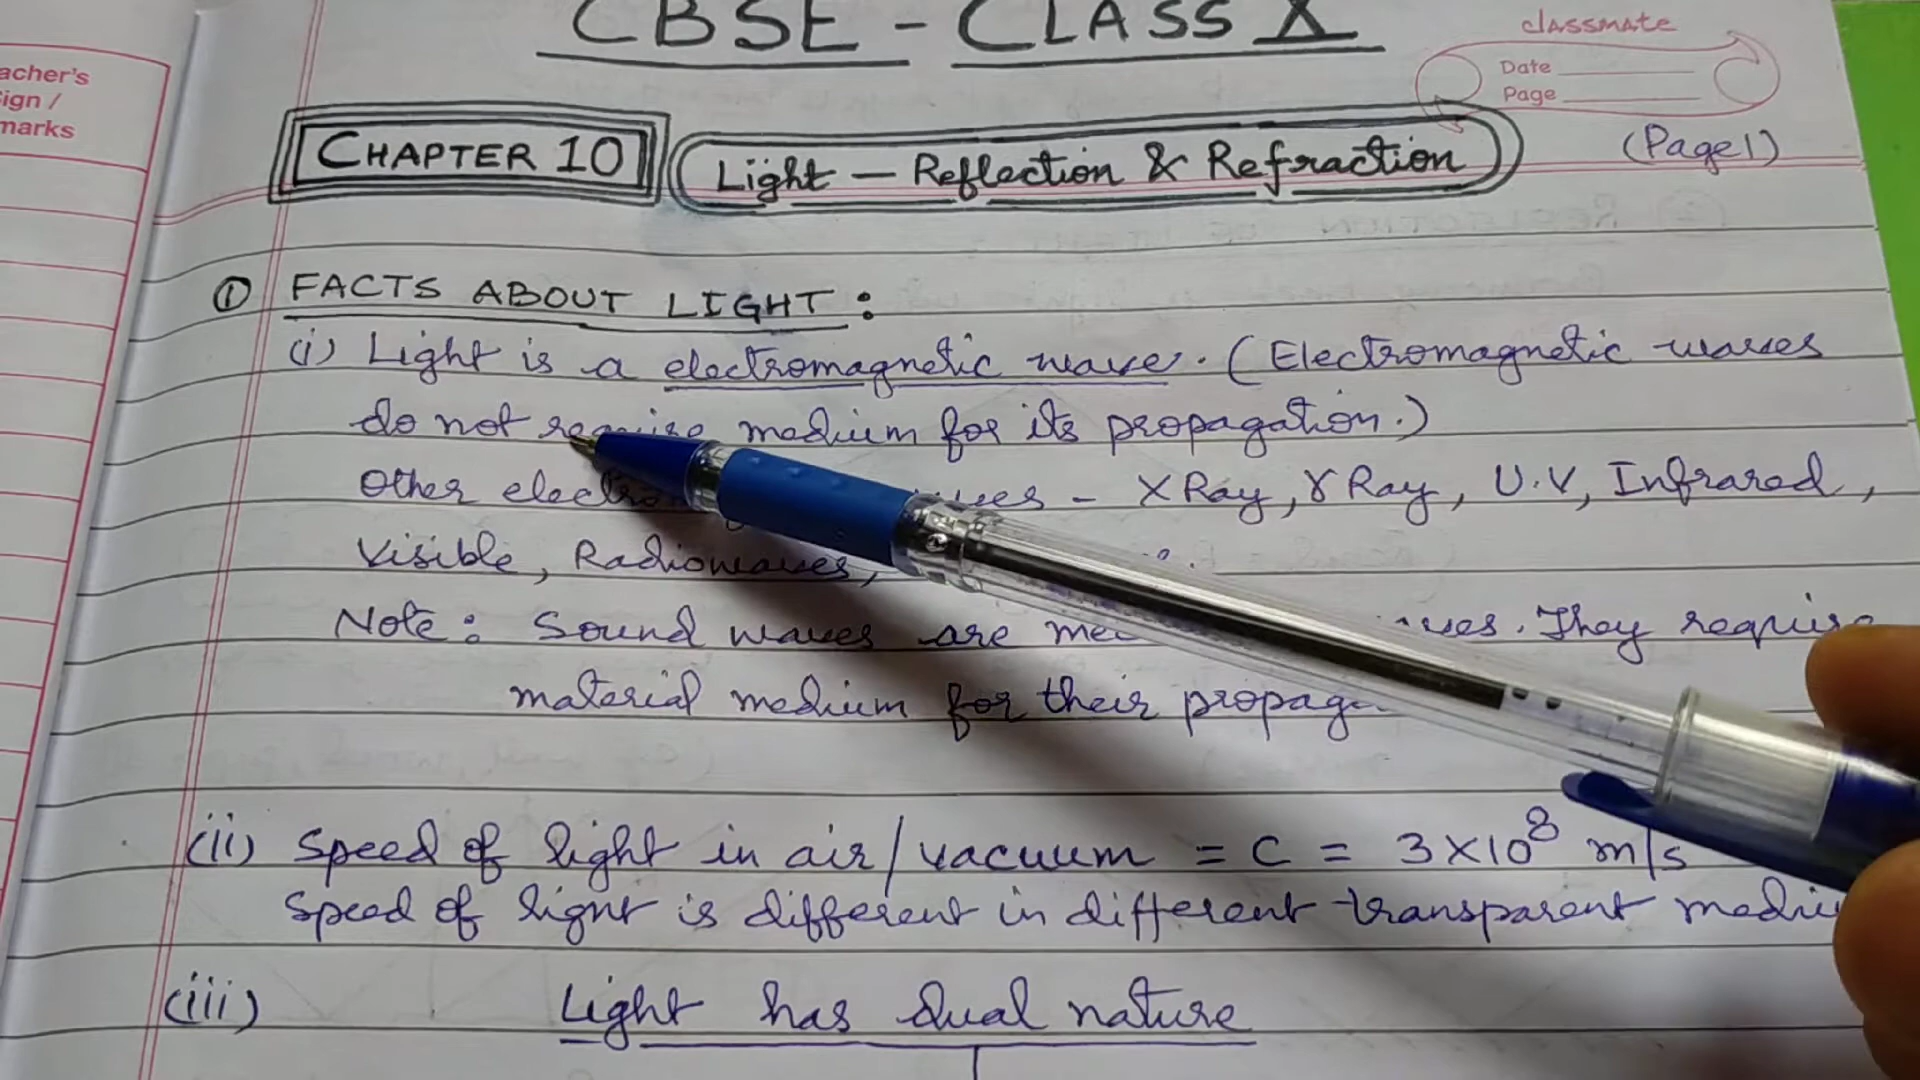 CBSE - CLASS X
classmate
Date
Page
acher's
ign /
marks
CHAPTER 10
Light - Reflection & Refraction
(Page 1)
① FACTS ABOUT LIGHT :
(i) Light is a electromagnetic wave. (Electromagnetic waves
do not require medium for its propagation.)
Other - X Ray, γ Ray, U.V, Infrared,
Visible, Radiowaves,
Note: Sound waves are They require
material medium for their
(ii) Speed of light in air/vacuum = C = 3×10⁸ m/s
Speed of light is different in different transparent
(iii) Light has dual nature